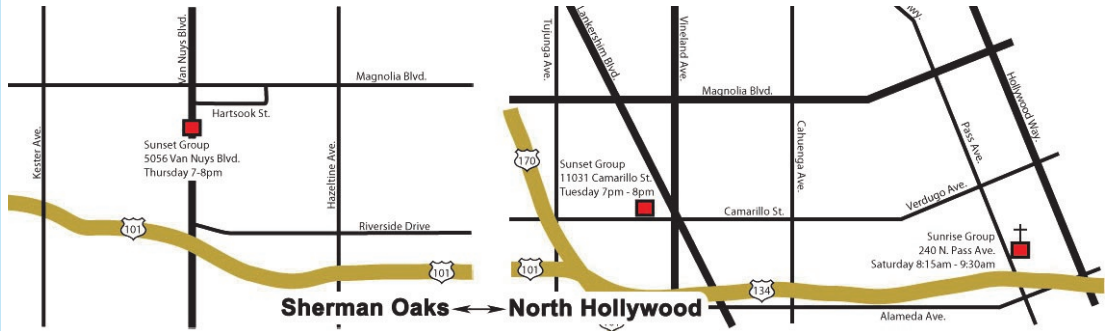 Van Nuys Blvd.
Magnolia Blvd.
Hartsook St.
Kester Ave.
Sunset Group
5056 Van Nuys Blvd.
Thursday 7-8pm
Hazeltine Ave.
Riverside Drive
101
101
Sherman Oaks
Tujunga Ave.
Lankershim Blvd.
Vineland Ave.
wy.
Magnolia Blvd.
Hollywood Way.
Cahuenga Ave.
Pass Ave.
170
Sunset Group
11031 Camarillo St.
Tuesday 7pm - 8pm
Camarillo St.
Verdugo Ave.
Sunrise Group
240 N. Pass Ave.
Saturday 8:15am - 9:30am
101
134
North Hollywood
Alameda Ave.